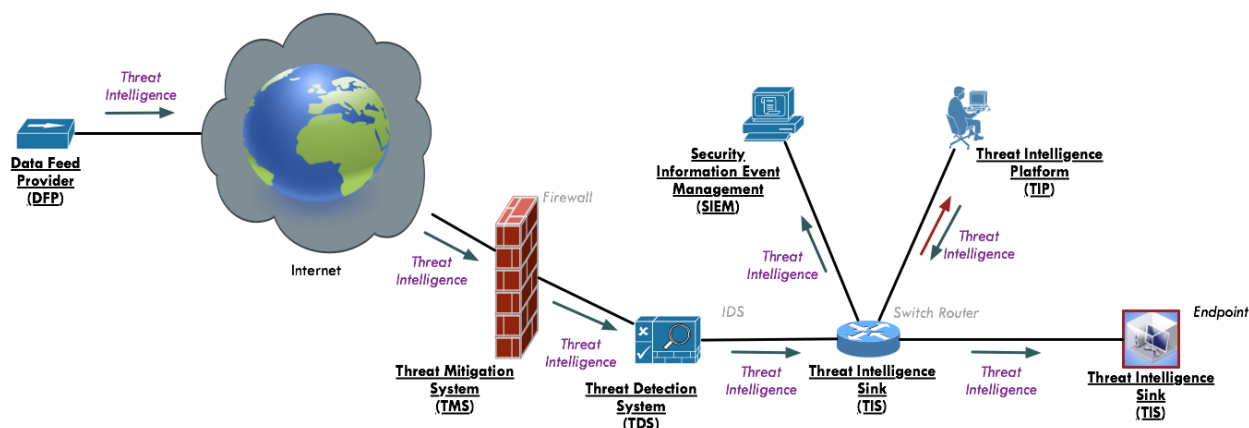 Threat
Intelligence
Data Feed
Provider
(DFP)
Internet
Firewall
Threat
Intelligence
Threat Mitigation
System
(TMS)
Threat
Intelligence
IDS
Threat Detection
System
(TDS)
Threat
Intelligence
Security
Information Event
Management
(SIEM)
Threat
Intelligence
Threat Intelligence
Platform
(TIP)
Threat
Intelligence
Switch Router
Threat Intelligence
Sink
(TIS)
Threat
Intelligence
Endpoint
Threat Intelligence
Sink
(TIS)